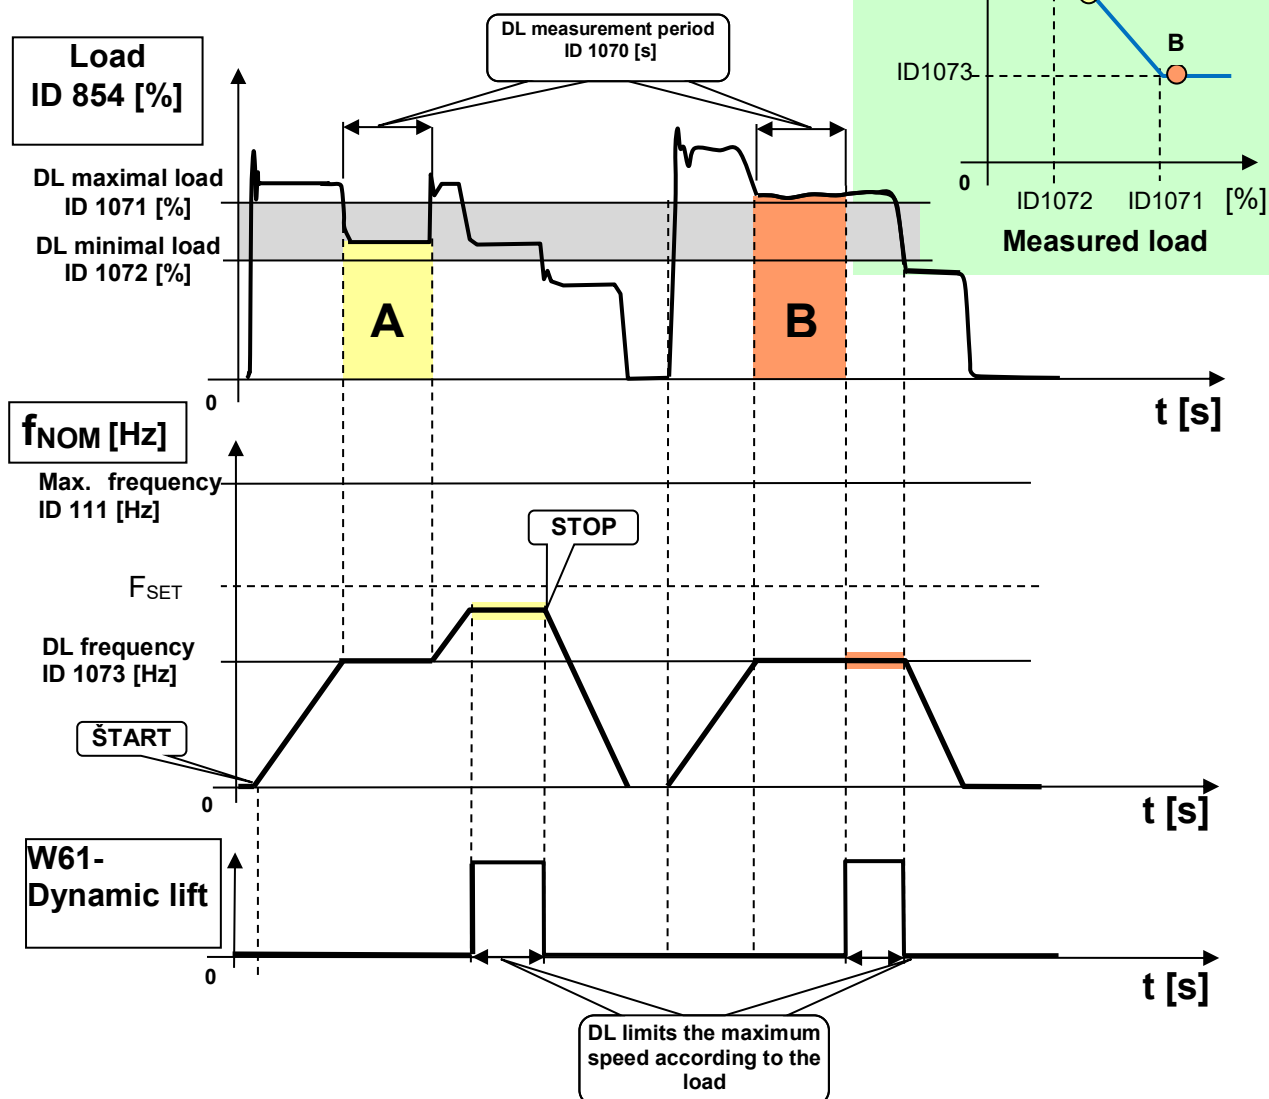 DL measurement period
ID 1070 [s]
Load
ID 854 [%]
B
ID1073
DL maximal load
ID 1071 [%]
DL minimal load
ID 1072 [%]
0
ID1072
ID1071
[%]
Measured load
A
B
0
t [s]
fNOM [Hz]
Max. frequency
ID 111 [Hz]
STOP
FSET
DL frequency
ID 1073 [Hz]
ŠTART
0
t [s]
W61-
Dynamic lift
0
t [s]
DL limits the maximum
speed according to the
load